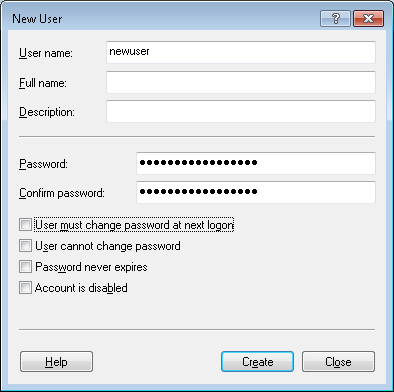 New User
?
User name:
newuser
Full name:
Description:
Password:
●●●●●●●●●●●●●●●●●
Confirm password:
●●●●●●●●●●●●●●●●●
User must change password at next logon
User cannot change password
Password never expires
Account is disabled
Help
Create
Close